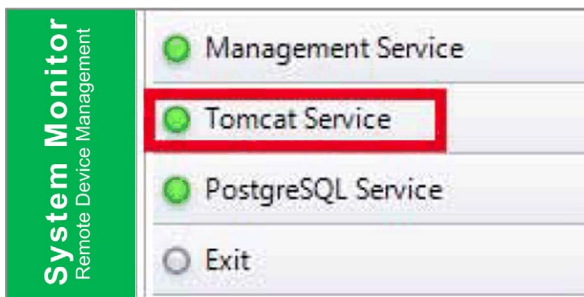 System Monitor
Remote Device Management
Management Service
Tomcat Service
PostgreSQL Service
Exit